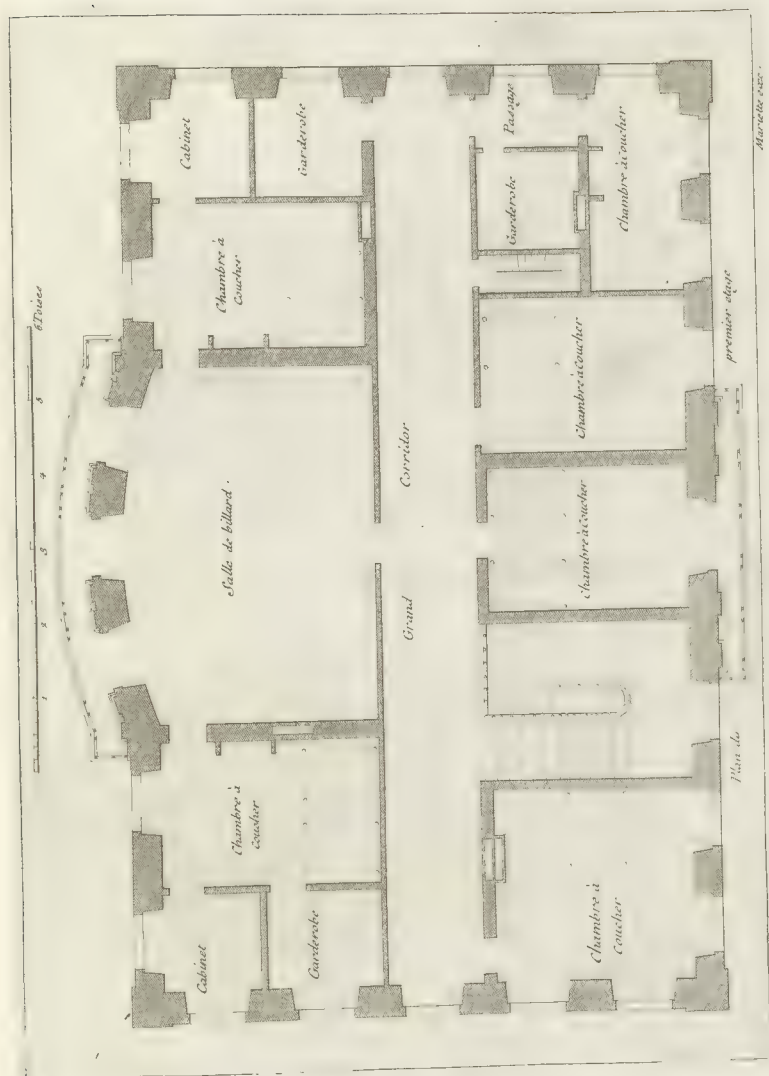 6 Toises
5
4
3
2
1
Cabinet
Garderobe
Passage
Chambre à coucher
Chambre à
Coucher
Garderobe
Salle de billard.
Grand
Corridor
Chambre à coucher
Chambre à coucher
Chambre à
Coucher
Cabinet
Garderobe
Chambre à
Coucher
Plan du
premier etage
Mariette exc.